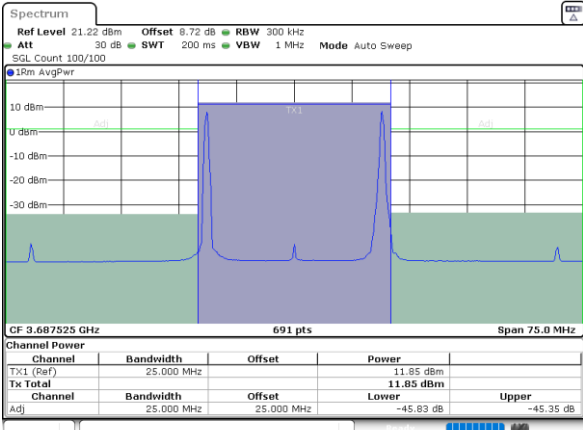 Spectrum
Ref Level 21.22 dBm Offset 8.72 dB RBW 300 kHz
Att 30 dB SWT 200 ms VBW 1 MHz Mode Auto Sweep
SGL Count 100/100
1Rm AvgPwr
10 dBm
TX1
Adj Adj
0 dBm
-10 dBm
-20 dBm
-30 dBm
CF 3.687525 GHz 691 pts Span 75.0 MHz
Channel Power
Channel Bandwidth Offset Power
TX1 (Ref) 25.000 MHz 11.85 dBm
Tx Total 11.85 dBm
Channel Bandwidth Offset Lower Upper
Adj 25.000 MHz 25.000 MHz -45.83 dB -45.35 dB